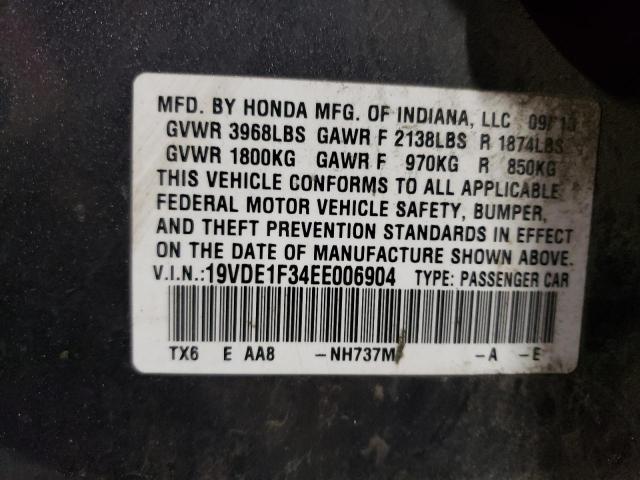 MFD. BY HONDA MFG. OF INDIANA, LLC
GVWR 3968LBS GAWR F 2138LBS R 1874LBS
GVWR 1800KG GAWR F 970KG R 850KG
THIS VEHICLE CONFORMS TO ALL APPLICABLE
FEDERAL MOTOR VEHICLE SAFETY, BUMPER,
AND THEFT PREVENTION STANDARDS IN EFFECT
ON THE DATE OF MANUFACTURE SHOWN ABOVE.
V.I.N.:19VDE1F34EE006904 TYPE: PASSENGER CAR
TX6 E AA8 -NH737M -A -E